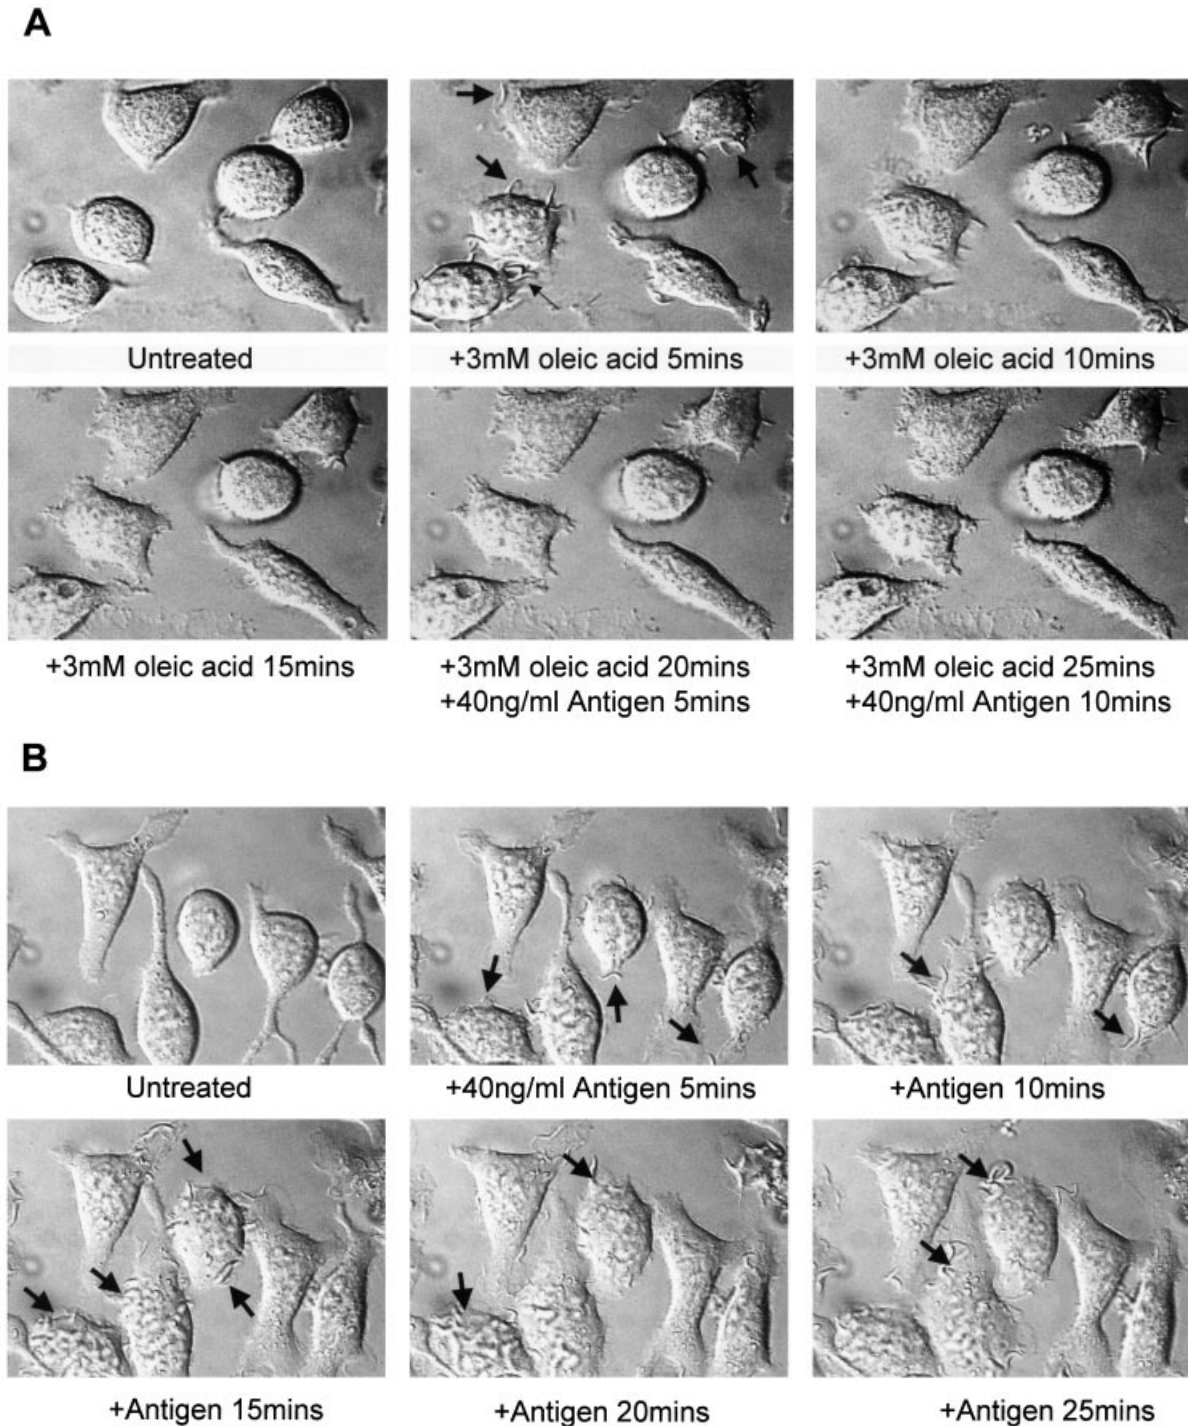 A
Untreated
+3mM oleic acid 5mins
+3mM oleic acid 10mins
+3mM oleic acid 15mins
+3mM oleic acid 20mins
+40ng/ml Antigen 5mins
+3mM oleic acid 25mins
+40ng/ml Antigen 10mins
B
Untreated
+40ng/ml Antigen 5mins
+Antigen 10mins
+Antigen 15mins
+Antigen 20mins
+Antigen 25mins